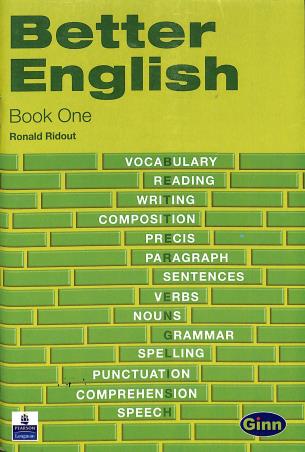 Better
English
Book One
Ronald Ridout
VOCABULARY
READING
WRITING
COMPOSITION
PRECIS
PARAGRAPH
SENTENCES
VERBS
NOUNS
GRAMMAR
SPELLING
PUNCTUATION
COMPREHENSION
SPEECH
PEARSON
Longman
Ginn